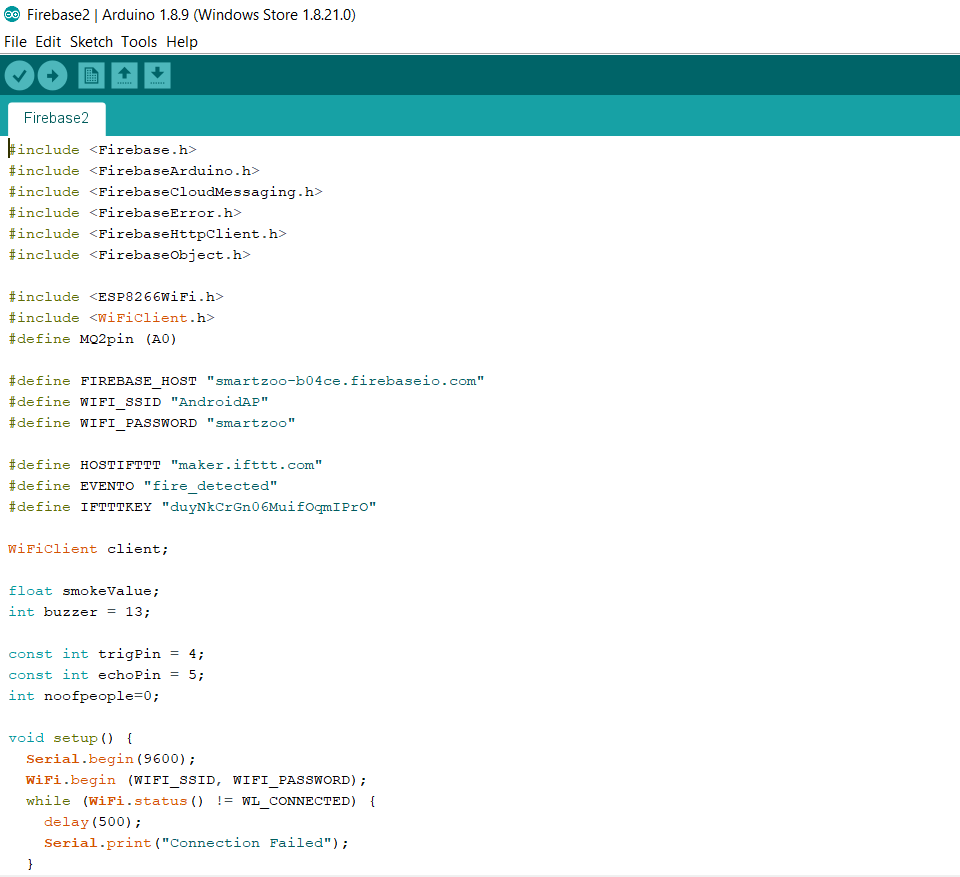 Firebase2 | Arduino 1.8.9 (Windows Store 1.8.21.0)
File Edit Sketch Tools Help
Firebase2
#include <Firebase.h>
#include <FirebaseArduino.h>
#include <FirebaseCloudMessaging.h>
#include <FirebaseError.h>
#include <FirebaseHttpClient.h>
#include <FirebaseObject.h>
#include <ESP8266WiFi.h>
#include <WiFiClient.h>
#define MQ2pin (A0)
#define FIREBASE_HOST "smartzoo-b04ce.firebaseio.com"
#define WIFI_SSID "AndroidAP"
#define WIFI_PASSWORD "smartzoo"
#define HOSTIFTTT "maker.ifttt.com"
#define EVENTO "fire_detected"
#define IFTTTKEY "duyNkCrGn06MuifOqmIPrO"
WiFiClient client;
float smokeValue;
int buzzer = 13;
const int trigPin = 4;
const int echoPin = 5;
int noofpeople=0;
void setup() {
  Serial.begin(9600);
  WiFi.begin (WIFI_SSID, WIFI_PASSWORD);
  while (WiFi.status() != WL_CONNECTED) {
    delay(500);
    Serial.print("Connection Failed");
  }